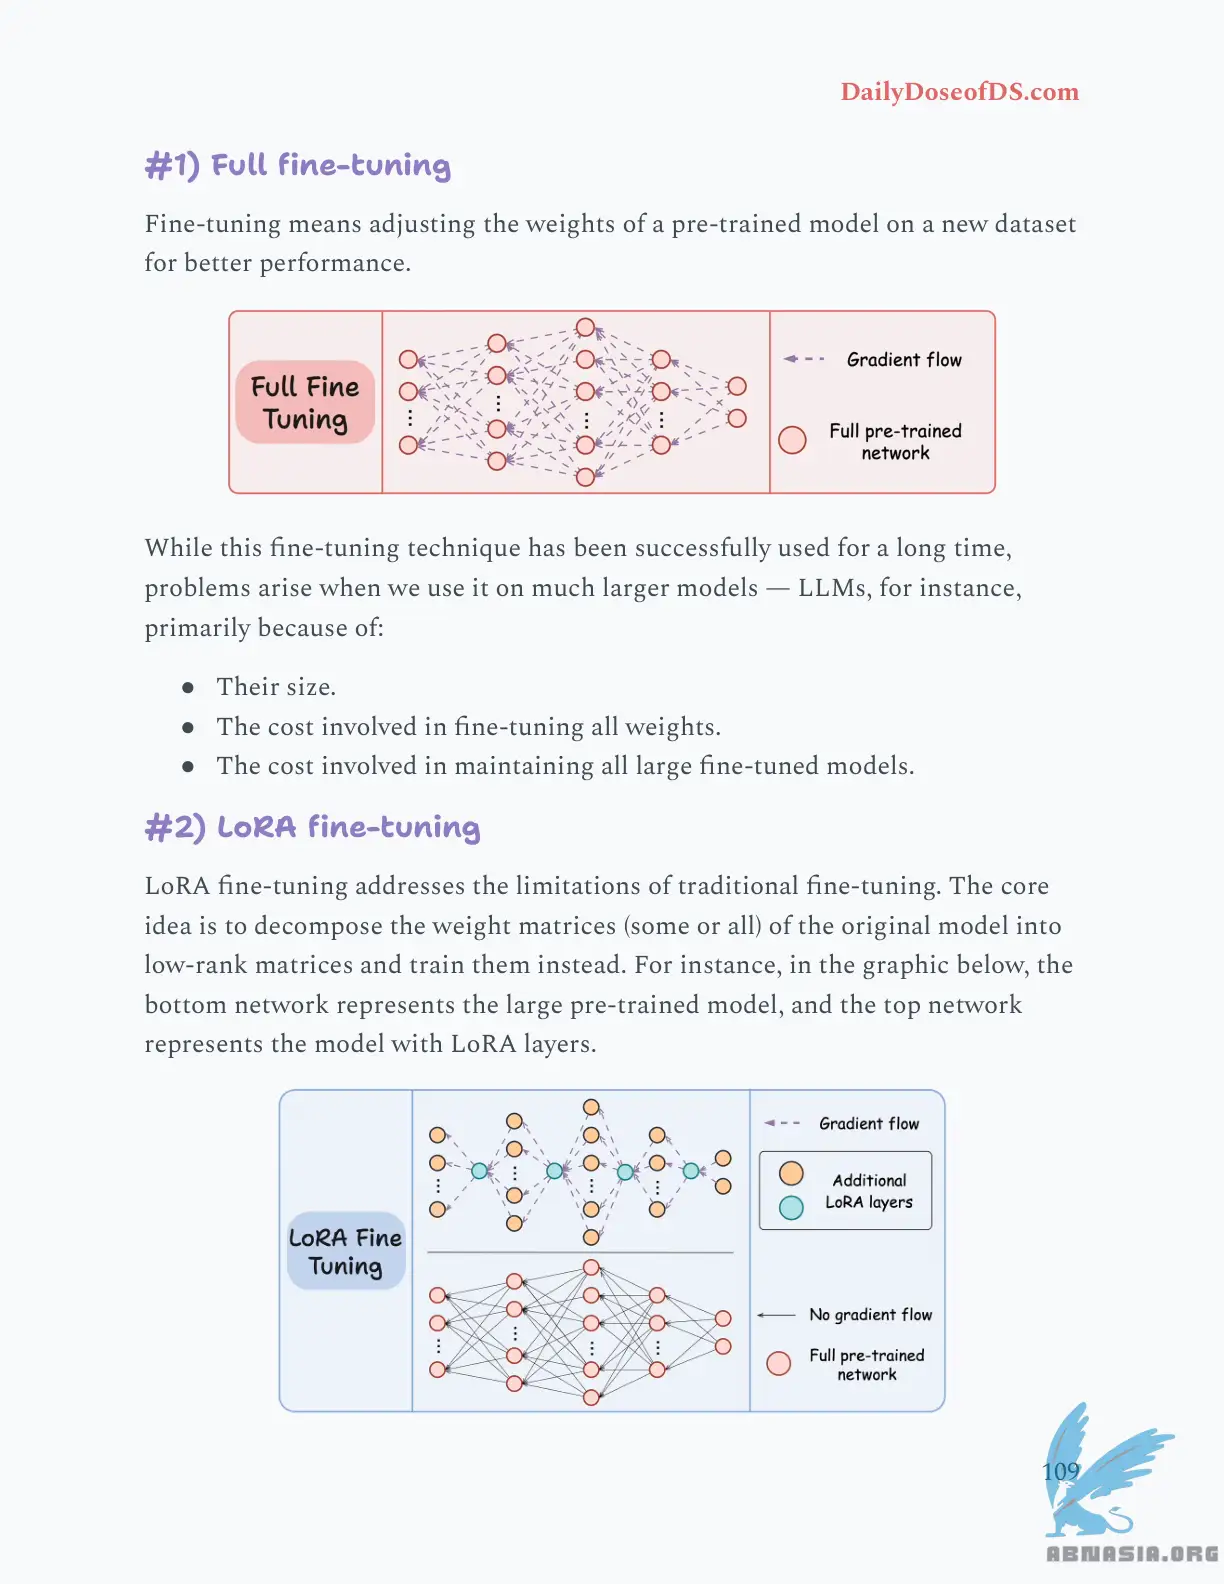 DailyDoseofDS.com
#1) Full fine-tuning
Fine-tuning means adjusting the weights of a pre-trained model on a new dataset
for better performance.
Full Fine
Tuning
Gradient flow
Full pre-trained
network
While this fine-tuning technique has been successfully used for a long time,
problems arise when we use it on much larger models — LLMs, for instance,
primarily because of:
● Their size.
● The cost involved in fine-tuning all weights.
● The cost involved in maintaining all large fine-tuned models.
#2) LoRA fine-tuning
LoRA fine-tuning addresses the limitations of traditional fine-tuning. The core
idea is to decompose the weight matrices (some or all) of the original model into
low-rank matrices and train them instead. For instance, in the graphic below, the
bottom network represents the large pre-trained model, and the top network
represents the model with LoRA layers.
LoRA Fine
Tuning
Gradient flow
Additional
LoRA layers
No gradient flow
Full pre-trained
network
109
ABNASIA.ORG